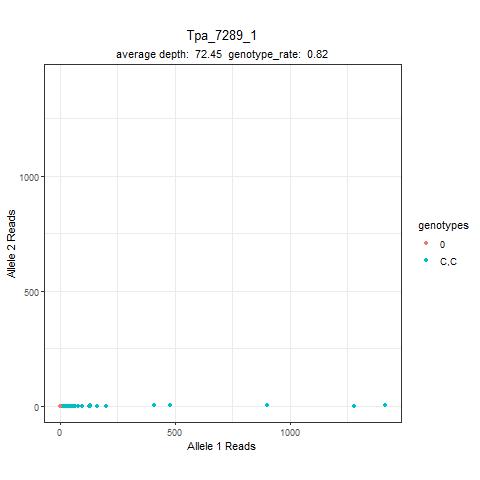 Tpa_7289_1
average depth: 72.45 genotype_rate: 0.82
Allele 2 Reads
1000
500
0
0 500 1000
Allele 1 Reads
genotypes
0
C,C